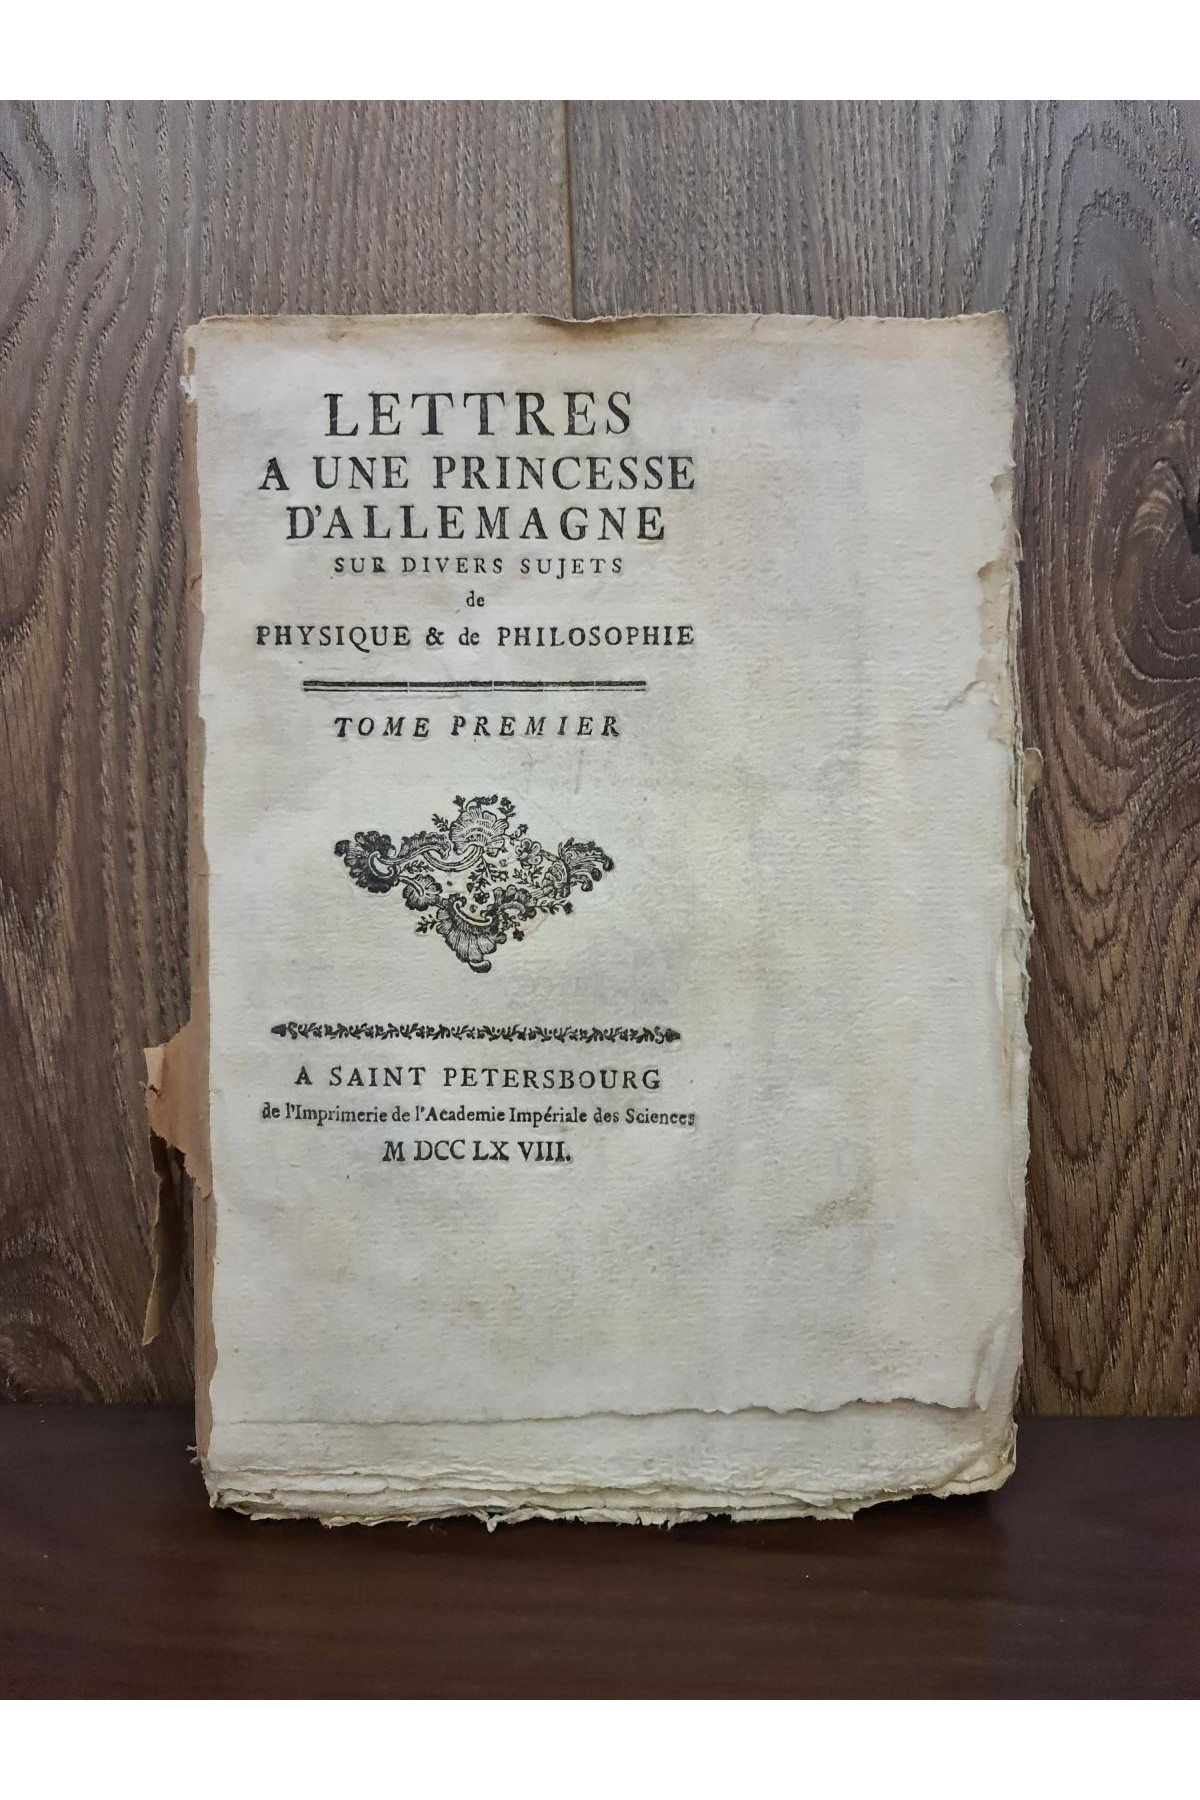 LETTRES
A UNE PRINCESSE
D'ALLEMAGNE
SUR DIVERS SUJETS
de
PHYSIQUE & de PHILOSOPHIE
TOME PREMIER
A SAINT PETERSBOURG
de l'Imprimerie de l'Academie Impériale des Sciences
M DCC LX VIII.